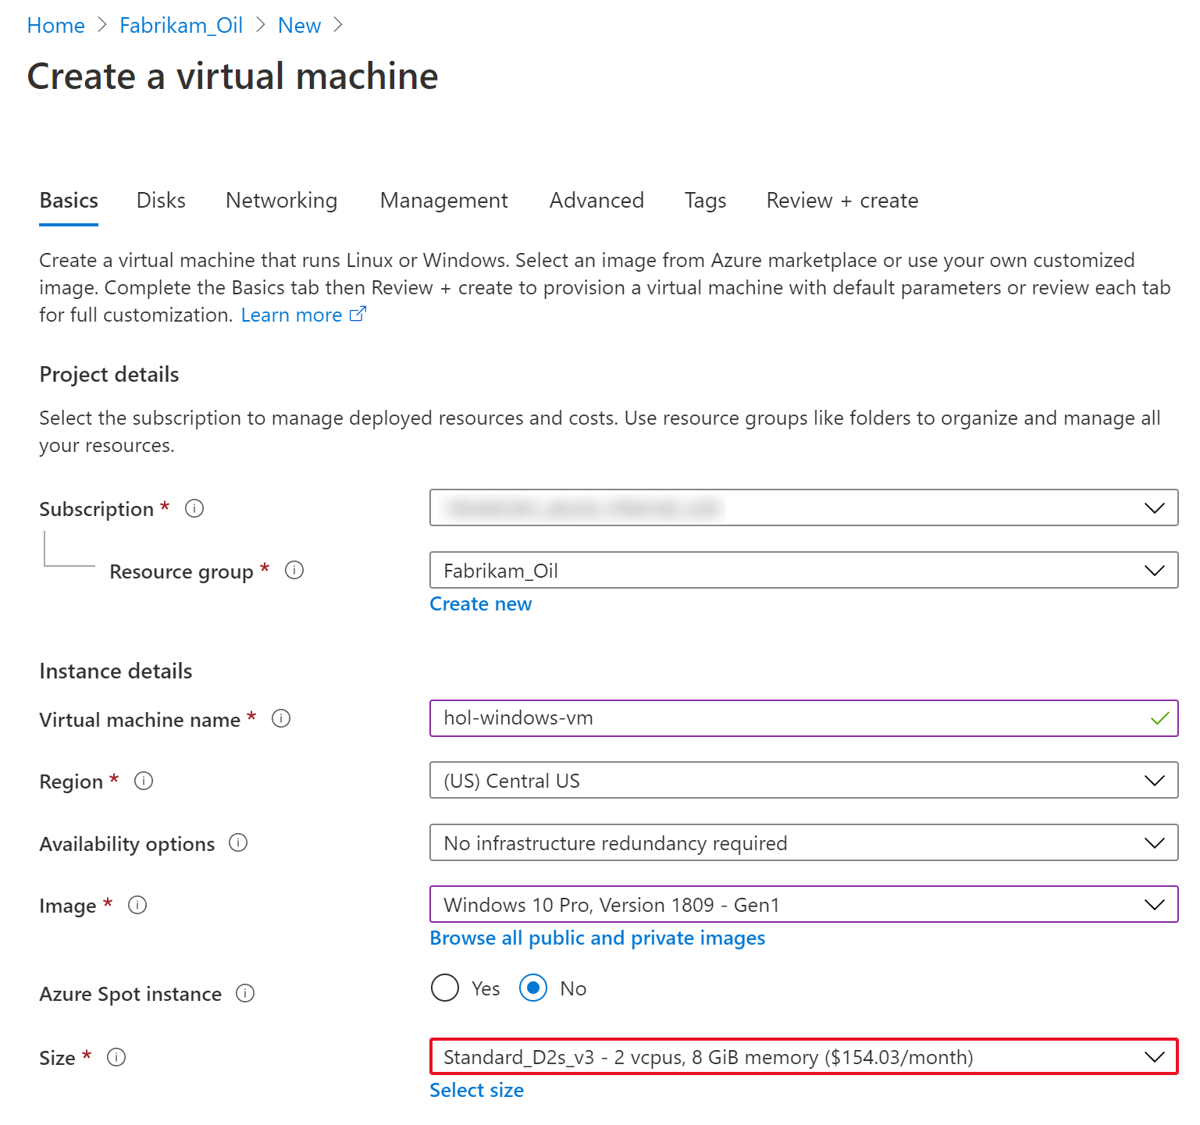 Home > Fabrikam_Oil > New >
Create a virtual machine
Basics Disks Networking Management Advanced Tags Review + create
Create a virtual machine that runs Linux or Windows. Select an image from Azure marketplace or use your own customized
image. Complete the Basics tab then Review + create to provision a virtual machine with default parameters or review each tab
for full customization. Learn more
Project details
Select the subscription to manage deployed resources and costs. Use resource groups like folders to organize and manage all
your resources.
Subscription *
Resource group * Fabrikam_Oil
Create new
Instance details
Virtual machine name * hol-windows-vm
Region * (US) Central US
Availability options No infrastructure redundancy required
Image * Windows 10 Pro, Version 1809 - Gen1
Browse all public and private images
Azure Spot instance Yes No
Size * Standard_D2s_v3 - 2 vcpus, 8 GiB memory ($154.03/month)
Select size